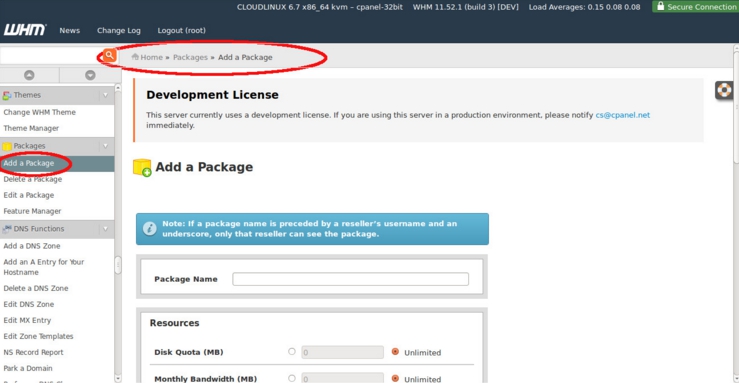 CLOUDLINUX 6.7 x86_64 kvm – cpanel-32bit WHM 11.52.1 (build 3) [DEV] Load Averages: 0.15 0.08 0.08 Secure Connection
WHM News Change Log Logout (root)
Home » Packages » Add a Package
Themes
Change WHM Theme
Theme Manager
Packages
Add a Package
Delete a Package
Edit a Package
Feature Manager
DNS Functions
Add a DNS Zone
Add an A Entry for Your
Hostname
Delete a DNS Zone
Edit DNS Zone
Edit MX Entry
Edit Zone Templates
NS Record Report
Park a Domain
Development License
This server currently uses a development license. If you are using this server in a production environment, please notify cs@cpanel.net
immediately.
Add a Package
Note: If a package name is preceded by a reseller's username and an
underscore, only that reseller can see the package.
Package Name
Resources
Disk Quota (MB) 0 Unlimited
Monthly Bandwidth (MB) 0 Unlimited